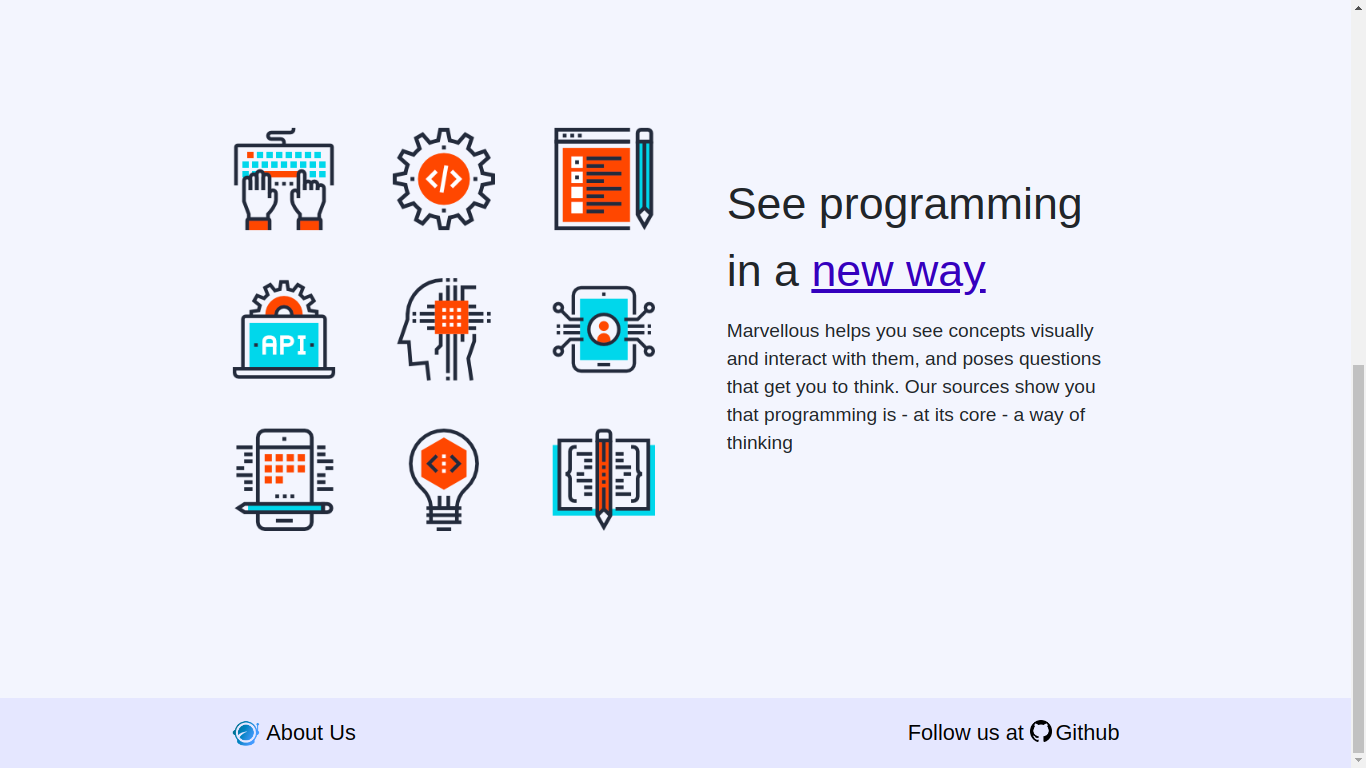 API
See programming
in a new way
Marvellous helps you see concepts visually
and interact with them, and poses questions
that get you to think. Our sources show you
that programming is - at its core - a way of
thinking
About Us
Follow us at Github